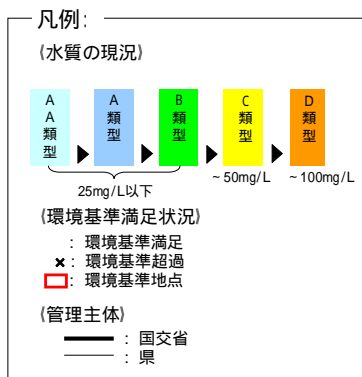 凡例:
(水質の現況)
AA類型
A類型
B類型
C類型
D類型
25mg/L以下
~50mg/L
~100mg/L
(環境基準満足状況)
: 環境基準満足
×: 環境基準超過
: 環境基準地点
(管理主体)
: 国交省
: 県